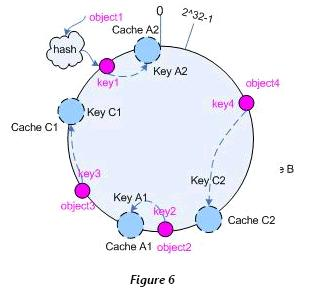 object1
0
2^32-1
Cache A2
hash
Key A2
key1
object4
key4
Key C1
Cache C1
key3
object3
Key C2
Key A1
key2
Cache C2
Cache A1
object2
e B
Figure 6